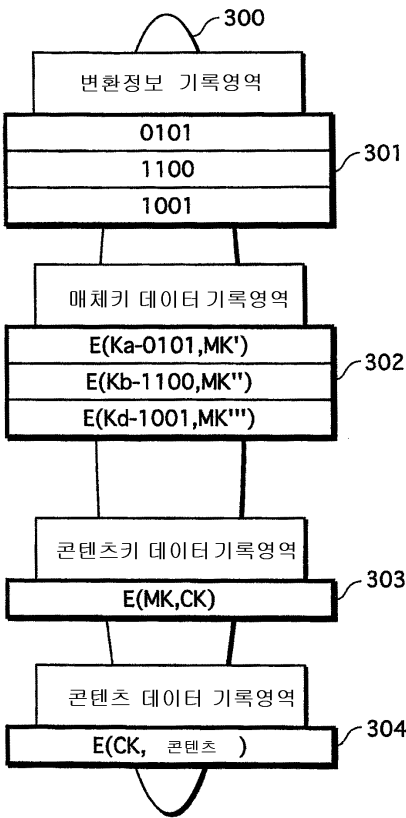 300
변환정보 기록영역
0101
1100
1001
301
매체키 데이터 기록영역
E(Ka-0101,MK')
E(Kb-1100,MK'')
E(Kd-1001,MK''')
302
콘텐츠키 데이터 기록영역
E(MK,CK)
303
콘텐츠 데이터 기록영역
E(CK, 콘텐츠 )
304